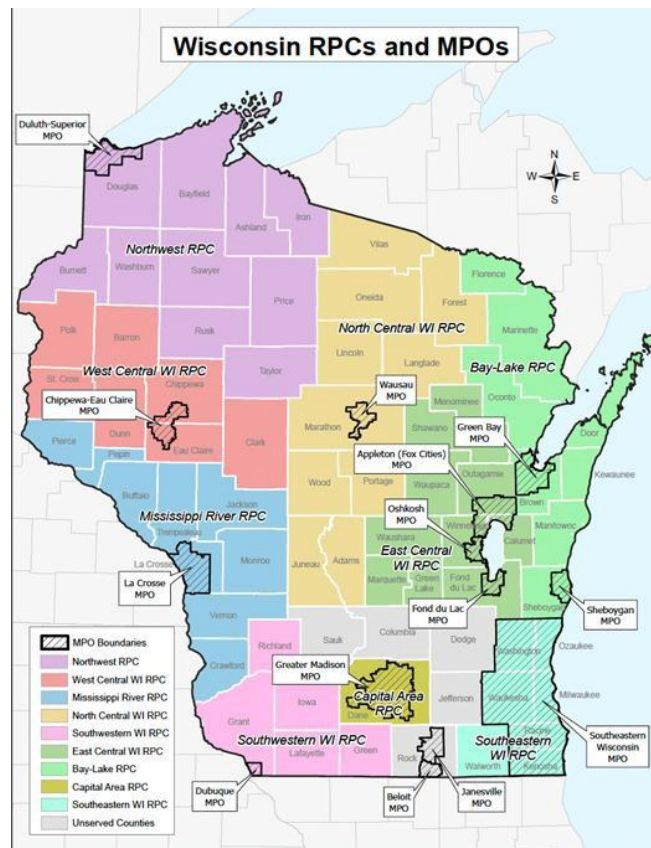 Wisconsin RPCs and MPOs
Duluth-Superior
MPO
N
W E
S
Douglas
Bayfield
Ashland
Iron
Vilas
Northwest RPC
Burnett
Washburn
Sawyer
Price
Oneida
Forest
Florence
Polk
Barron
Rusk
North Central WI RPC
Marinette
Lincoln
Langlade
Bay-Lake RPC
West Central WI RPC
Taylor
St. Croix
Chippewa
Chippewa-Eau Claire
MPO
Wausau
MPO
Menominee
Oconto
Marathon
Shawano
Green Bay
MPO
Door
Dunn
Eau Claire
Clark
Pierce
Pepin
Appleton (Fox Cities)
MPO
Outagamie
Kewaunee
Buffalo
Jackson
Wood
Portage
Waupaca
Brown
Mississippi River RPC
Trempealeau
Oshkosh
MPO
Winnebago
Manitowoc
Waushara
Calumet
East Central
WI RPC
La Crosse
Monroe
Juneau
Adams
Marquette
Green
Lake
Fond du
Lac
La Crosse
MPO
Fond du Lac
MPO
Sheboygan
Sheboygan
MPO
Vernon
Crawford
Richland
Sauk
Columbia
Dodge
Washington
Ozaukee
Greater Madison
MPO
Capital Area
RPC
Dane
Jefferson
Waukesha
Milwaukee
Iowa
Grant
Southwestern WI RPC
Lafayette
Green
Rock
Walworth
Racine
Kenosha
Southeastern
WI RPC
Southeastern
Wisconsin
MPO
Dubuque
MPO
Beloit
MPO
Janesville
MPO
MPO Boundaries
Northwest RPC
West Central WI RPC
Mississippi River RPC
North Central WI RPC
Southwestern WI RPC
East Central WI RPC
Bay-Lake RPC
Capital Area RPC
Southeastern WI RPC
Unserved Counties